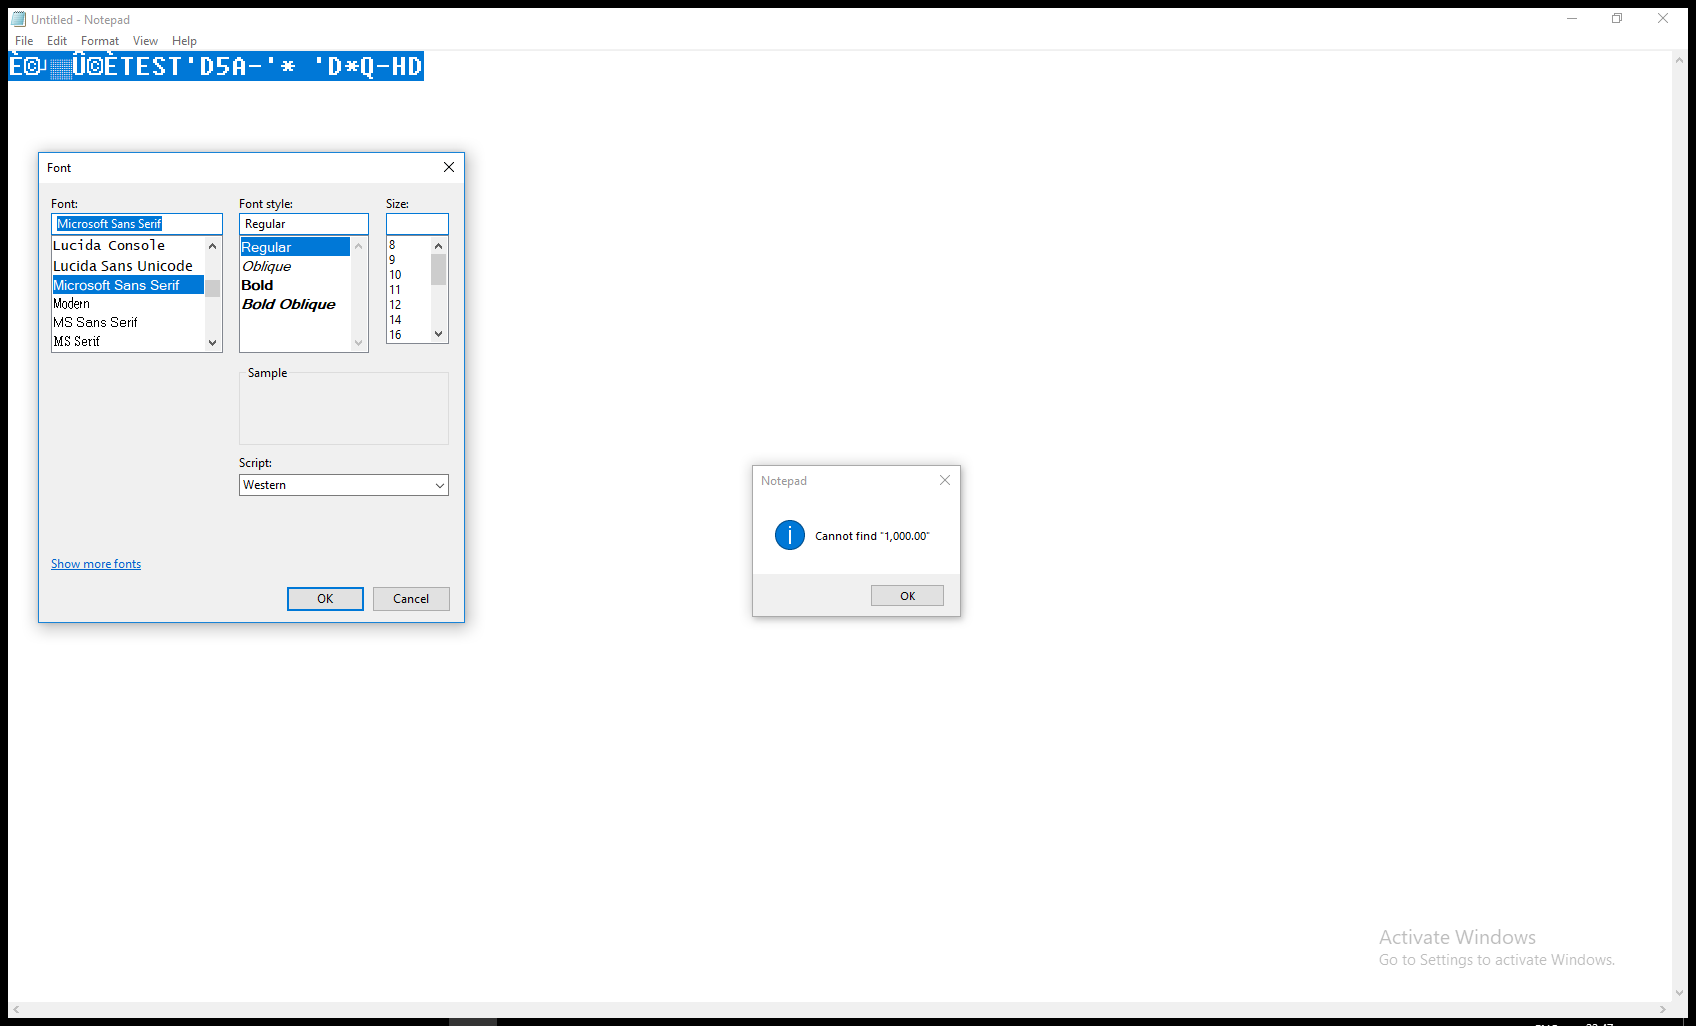 Untitled - Notepad
File Edit Format View Help
TEST'D5A-'* 'D*Q-HD
Font
Font: Font style: Size:
Microsoft Sans Serif Regular
Lucida Console
Lucida Sans Unicode
Microsoft Sans Serif
Modern
MS Sans Serif
MS Serif
Regular
Oblique
Bold
Bold Oblique
8
9
10
11
12
14
16
Sample
Script:
Western
Show more fonts
OK Cancel
Notepad
Cannot find "1,000.00"
OK
Activate Windows
Go to Settings to activate Windows.